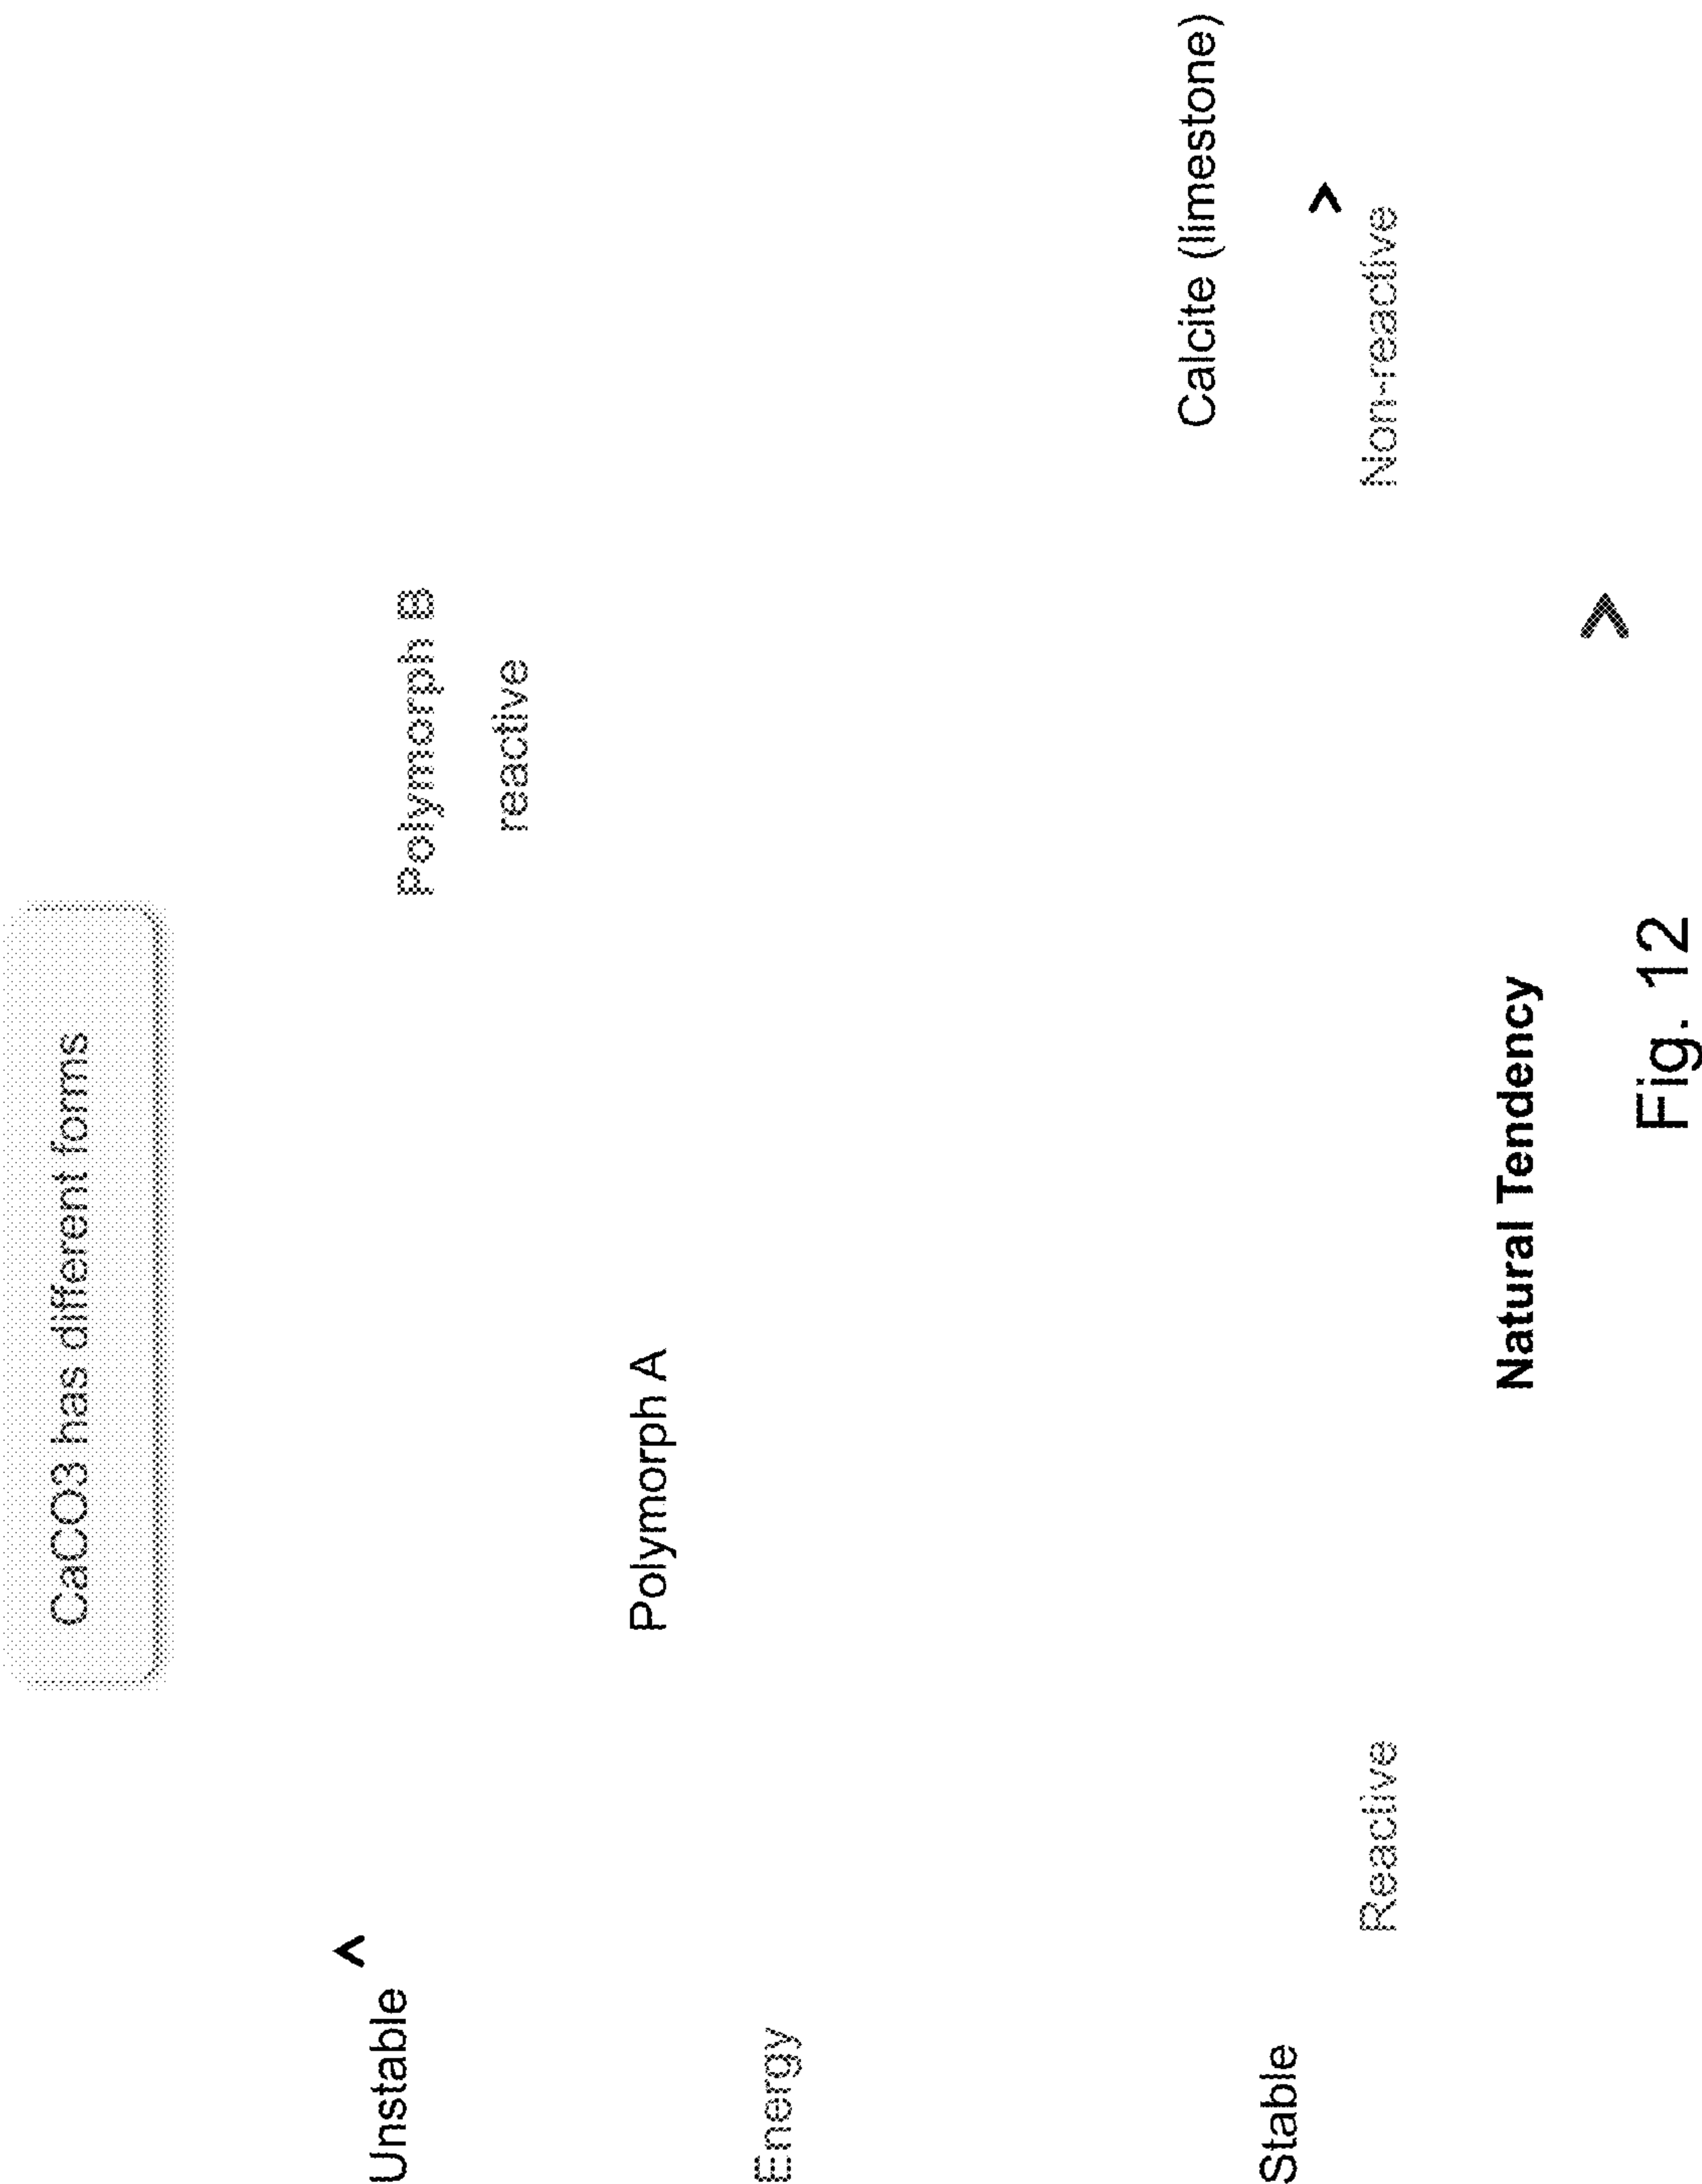 CaCO3 has different forms
Unstable
Polymorph B
reactive
Polymorph A
Energy
Calcite (limestone)
Stable
Reactive
Non-reactive
Natural Tendency
Fig. 12